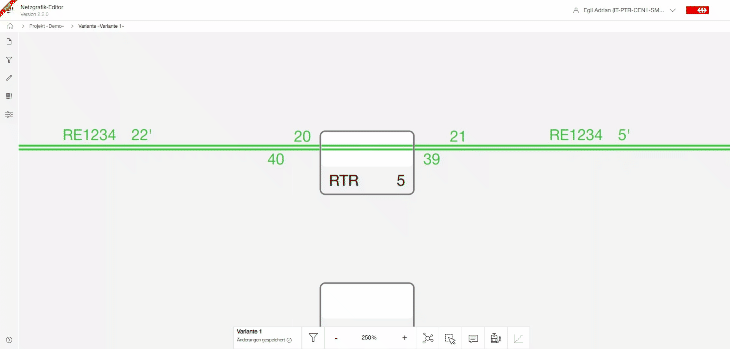 Netzgrafik-Editor
Version 2.0.0
Egli Adrian (IT-PTR-CEN1-SM...
Projekt «Demo»
Variante «Variante 1»
RE1234 22'
20
21
RE1234 5'
40
39
RTR 5
Variante 1
Änderungen gespeichert
- 250% +